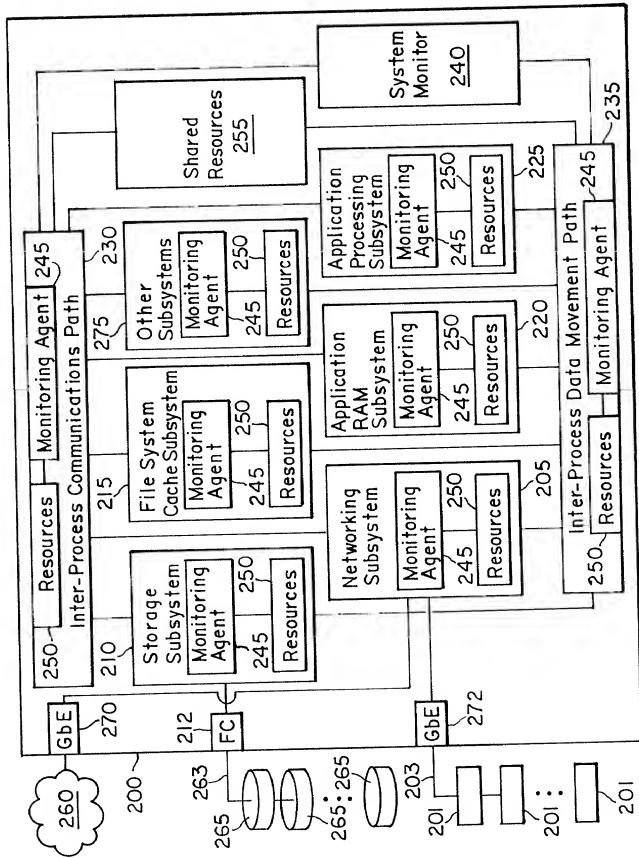 260
GbE
270
200
212
FC
263
265
265
265
GbE
272
203
201
201
201
250
Resources
Monitoring Agent
245
Inter-Process Communications Path
230
210
Storage
Subsystem
Monitoring
Agent
250
245
Resources
215
File System
Cache Subsystem
Monitoring
Agent
250
245
Resources
275
Other
Subsystems
Monitoring
Agent
250
245
Resources
Shared
Resources
255
System
Monitor
240
Networking
Subsystem
Monitoring
Agent
250
245
Resources
205
Application
RAM Subsystem
Monitoring
Agent
250
245
Resources
220
Application
Processing
Subsystem
Monitoring
Agent
250
245
Resources
225
Inter-Process Data Movement Path
235
245
250
Resources
Monitoring Agent